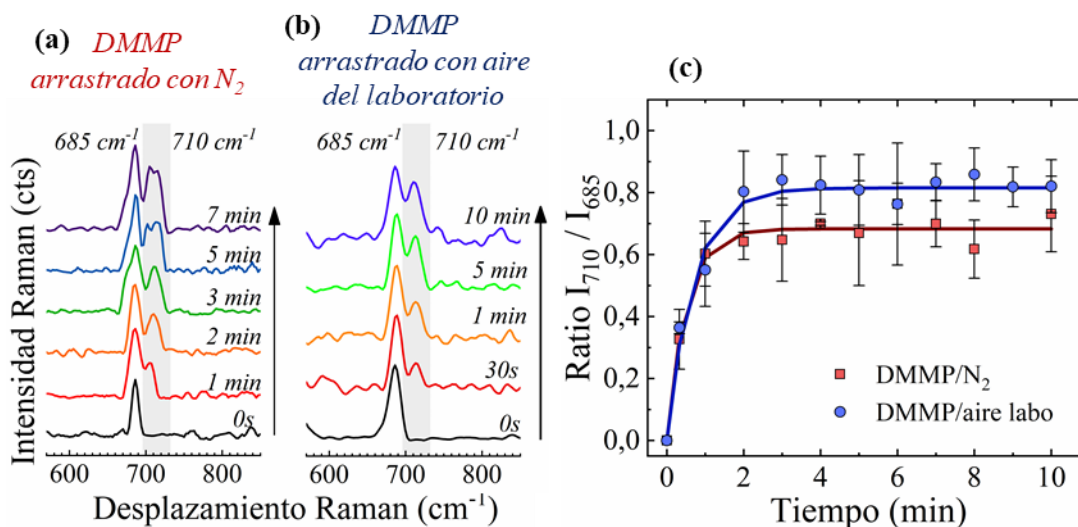 (a) DMMP
arrastrado con N₂
685 cm⁻¹ 710 cm⁻¹
7 min
5 min
3 min
2 min
1 min
0s
600 700 800
(b) DMMP
arrastrado con aire
del laboratorio
685 cm⁻¹ 710 cm⁻¹
10 min
5 min
1 min
30s
0s
600 700 800
Intensidad Raman (cts)
Desplazamiento Raman (cm⁻¹)
(c)
Ratio I₇₁₀ / I₆₈₅
1,0
0,8
0,6
0,4
0,2
0,0
DMMP/N₂
DMMP/aire labo
0 2 4 6 8 10
Tiempo (min)